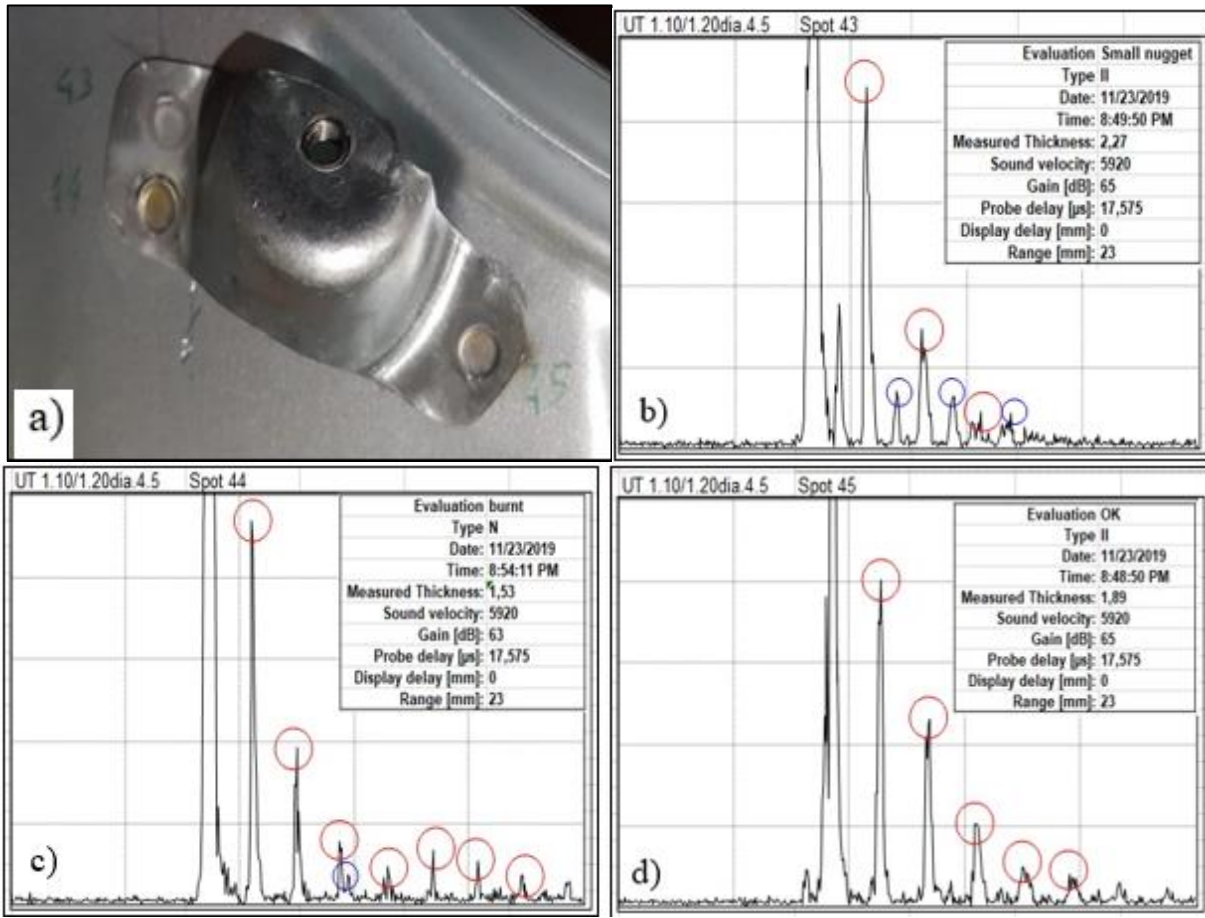 43
44
45
a)
UT 1.10/1.20dia.4.5 Spot 43
Evaluation Small nugget
Type II
Date: 11/23/2019
Time: 8:49:50 PM
Measured Thickness: 2,27
Sound velocity: 5920
Gain [dB]: 65
Probe delay [µs]: 17,575
Display delay [mm]: 0
Range [mm]: 23
b)
UT 1.10/1.20dia.4.5 Spot 44
Evaluation burnt
Type N
Date: 11/23/2019
Time: 8:54:11 PM
Measured Thickness: 1,53
Sound velocity: 5920
Gain [dB]: 63
Probe delay [µs]: 17,575
Display delay [mm]: 0
Range [mm]: 23
c)
UT 1.10/1.20dia.4.5 Spot 45
Evaluation OK
Type II
Date: 11/23/2019
Time: 8:48:50 PM
Measured Thickness: 1,89
Sound velocity: 5920
Gain [dB]: 65
Probe delay [µs]: 17,575
Display delay [mm]: 0
Range [mm]: 23
d)